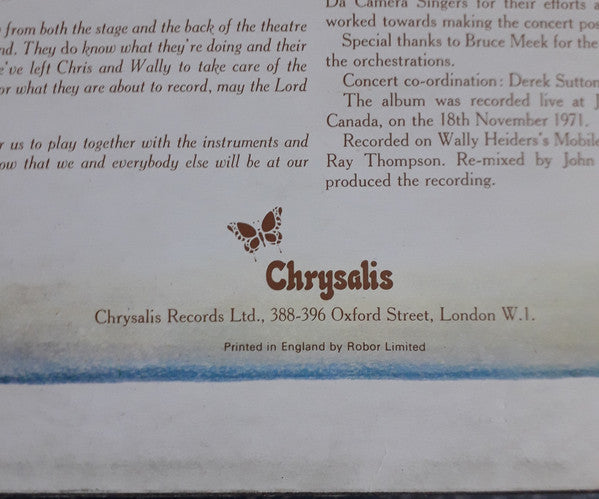 from both the stage and the back of the theatre
nd. They do know what they're doing and their
e've left Chris and Wally to take care of the
or what they are about to record, may the Lord
r us to play together with the instruments and
ow that we and everybody else will be at our
Da Camera Singers for their efforts a
worked towards making the concert pos
Special thanks to Bruce Meek for the
the orchestrations.
Concert co-ordination: Derek Sutton
The album was recorded live at J
Canada, on the 18th November 1971.
Recorded on Wally Heiders's Mobile
Ray Thompson. Re-mixed by John
produced the recording.
Chrysalis
Chrysalis Records Ltd., 388-396 Oxford Street, London W.1.
Printed in England by Robor Limited